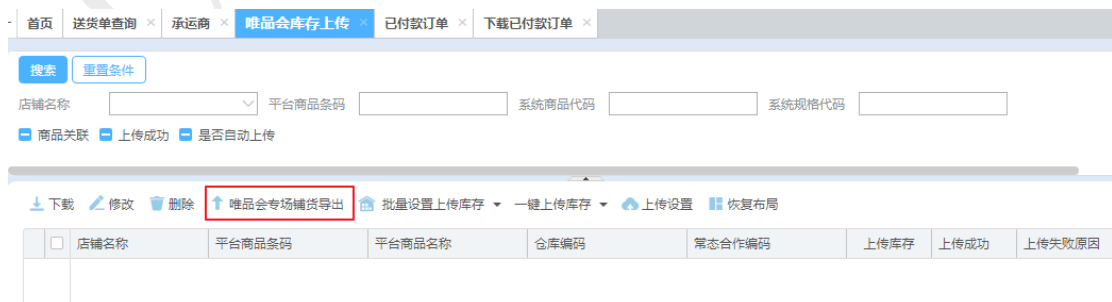 首页 送货单查询 × 承运商 × 唯品会库存上传 × 已付款订单 × 下载已付款订单 ×
搜索 重置条件
店铺名称 平台商品条码 系统商品代码 系统规格代码
商品关联 上传成功 是否自动上传
下载 修改 删除 唯品会专场铺货导出 批量设置上传库存 一键上传库存 上传设置 恢复布局
店铺名称 平台商品条码 平台商品名称 仓库编码 常态合作编码 上传库存 上传成功 上传失败原因